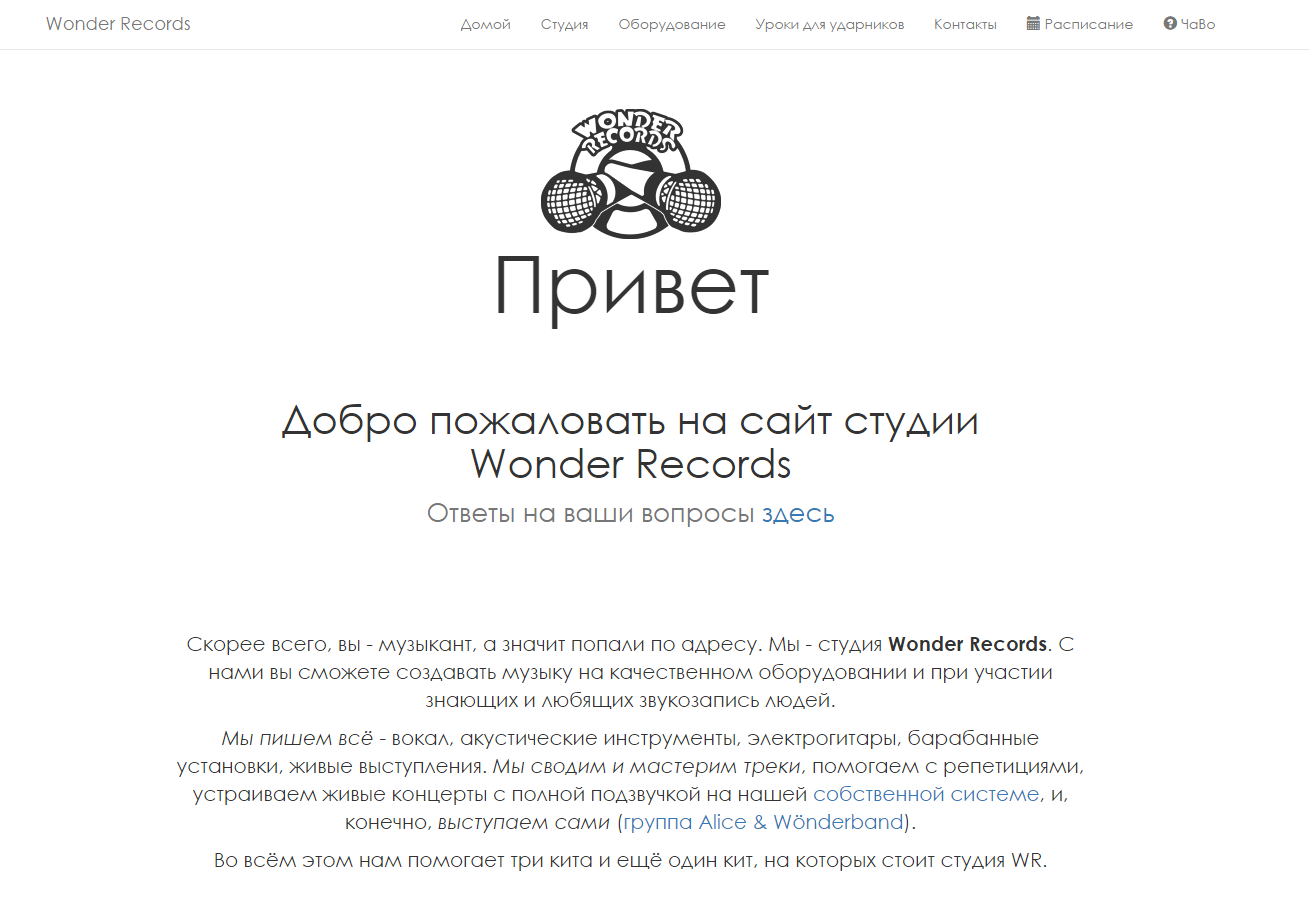 Wonder Records Домой Студия Оборудование Уроки для ударников Контакты Расписание ЧаВо
WONDER
RECORDS
Привет
Добро пожаловать на сайт студии
Wonder Records
Ответы на ваши вопросы здесь
Скорее всего, вы - музыкант, а значит попали по адресу. Мы - студия Wonder Records. С
нами вы сможете создавать музыку на качественном оборудовании и при участии
знающих и любящих звукозапись людей.
Мы пишем всё - вокал, акустические инструменты, электрогитары, барабанные
установки, живые выступления. Мы сводим и мастерим треки, помогаем с репетициями,
устраиваем живые концерты с полной подзвучкой на нашей собственной системе, и,
конечно, выступаем сами (группа Alice & Wönderband).
Во всём этом нам помогает три кита и ещё один кит, на которых стоит студия WR.